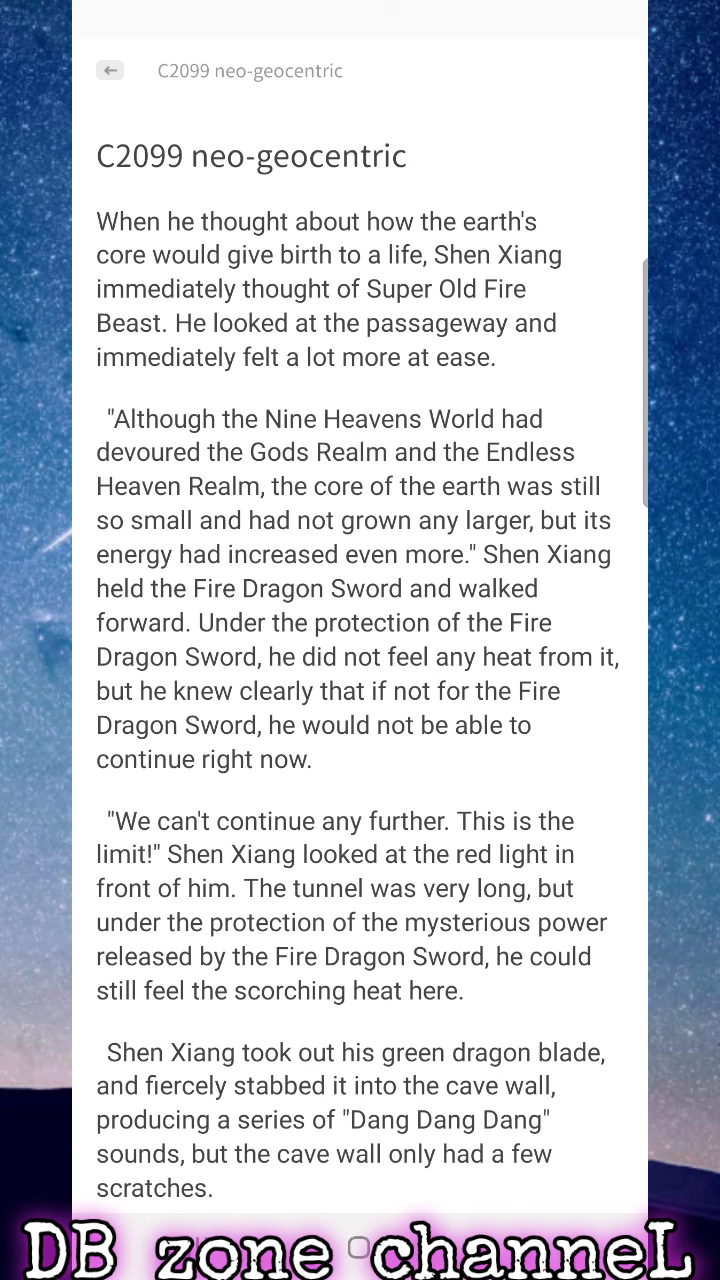 C2099 neo-geocentric
C2099 neo-geocentric
When he thought about how the earth's
core would give birth to a life, Shen Xiang
immediately thought of Super Old Fire
Beast. He looked at the passageway and
immediately felt a lot more at ease.
"Although the Nine Heavens World had
devoured the Gods Realm and the Endless
Heaven Realm, the core of the earth was still
so small and had not grown any larger, but its
energy had increased even more." Shen Xiang
held the Fire Dragon Sword and walked
forward. Under the protection of the Fire
Dragon Sword, he did not feel any heat from it,
but he knew clearly that if not for the Fire
Dragon Sword, he would not be able to
continue right now.
"We can't continue any further. This is the
limit!" Shen Xiang looked at the red light in
front of him. The tunnel was very long, but
under the protection of the mysterious power
released by the Fire Dragon Sword, he could
still feel the scorching heat here.
Shen Xiang took out his green dragon blade,
and fiercely stabbed it into the cave wall,
producing a series of "Dang Dang Dang"
sounds, but the cave wall only had a few
scratches.
DB zone channeL